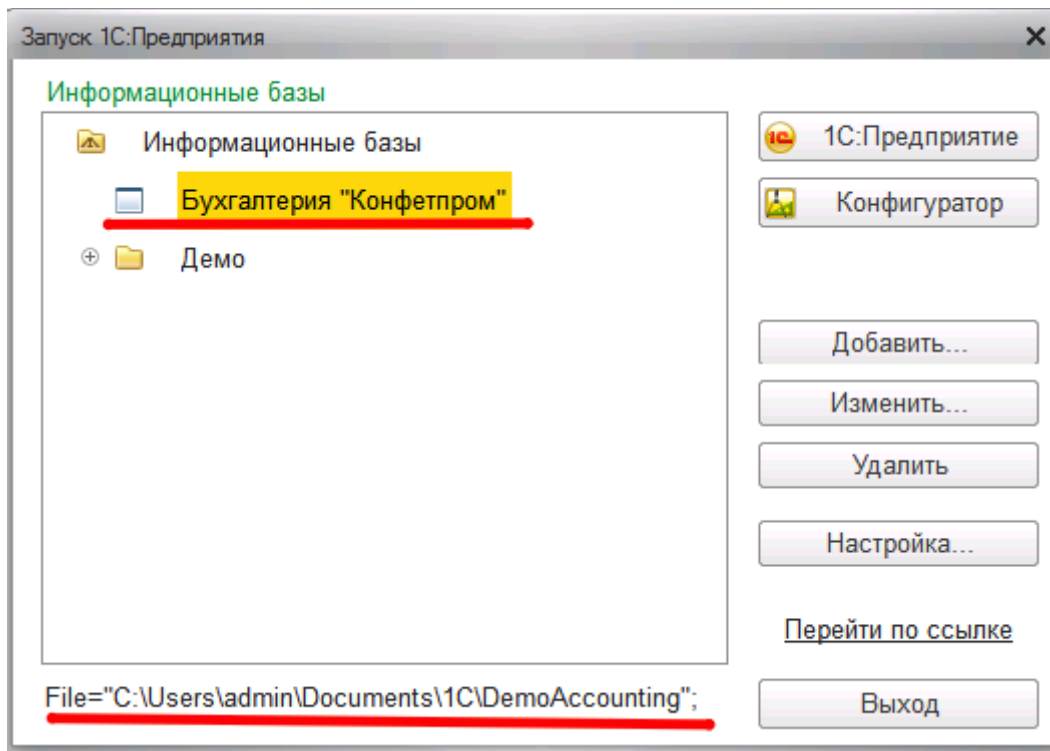 Запуск 1С:Предприятия
Информационные базы
Информационные базы
Бухгалтерия "Конфетпром"
Демо
1С:Предприятие
Конфигуратор
Добавить...
Изменить...
Удалить
Настройка...
Перейти по ссылке
File="C:\Users\admin\Documents\1C\DemoAccounting";
Выход